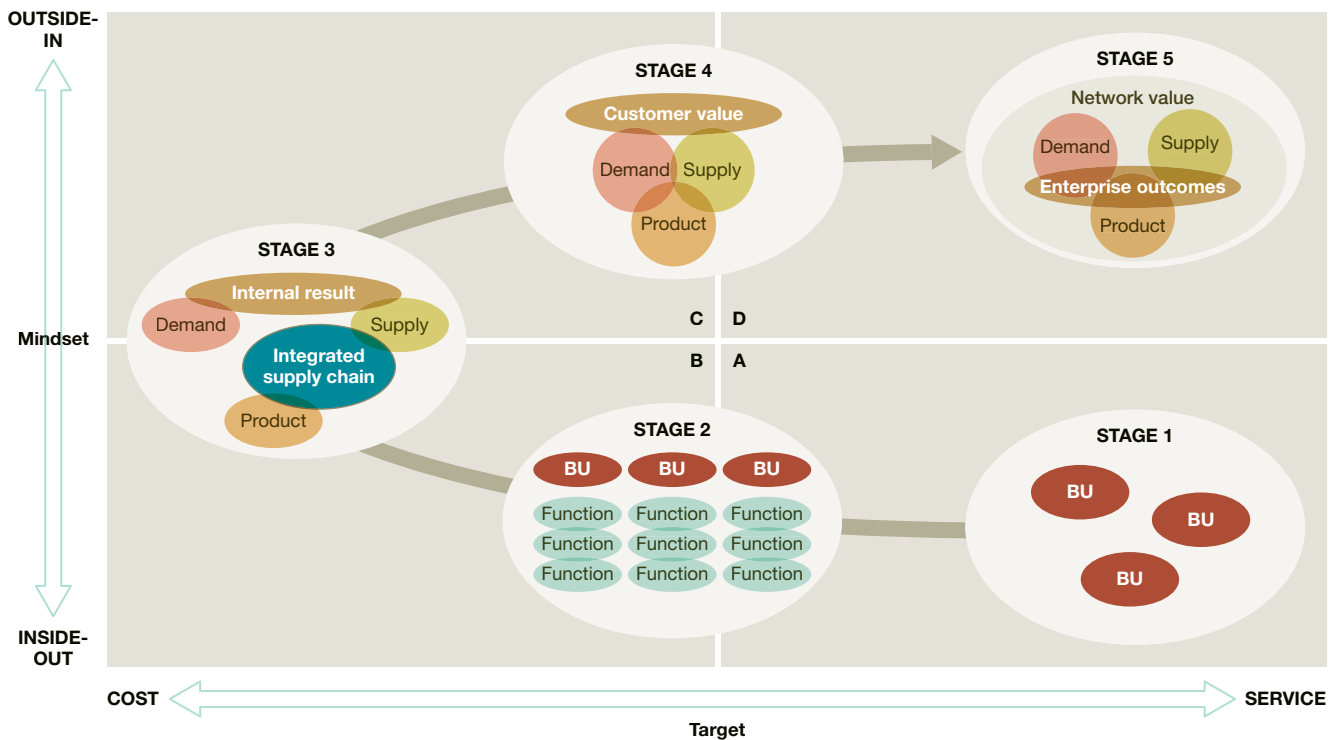 OUTSIDE-
IN
Mindset
INSIDE-
OUT
STAGE 4
Customer value
Demand
Supply
Product
STAGE 5
Network value
Demand
Supply
Enterprise outcomes
Product
STAGE 3
Internal result
Demand
Supply
Integrated
supply chain
Product
C
D
B
A
STAGE 2
BU
BU
BU
Function
Function
Function
Function
Function
Function
Function
Function
Function
STAGE 1
BU
BU
BU
COST
SERVICE
Target